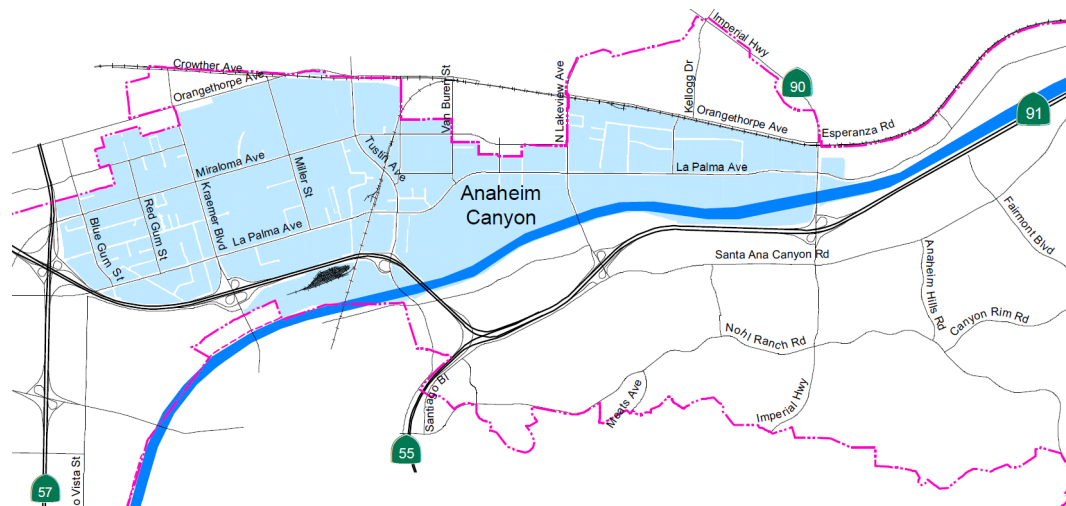 Imperial Hwy
Crowther Ave
Orangethorpe Ave
Van Buren St
N Lakeview Ave
Kellogg Dr
90
Orangethorpe Ave
Esperanza Rd
91
Miraloma Ave
Tustin Ave
Miller St
La Palma Ave
Anaheim
Canyon
Kraemer Blvd
Red Gum St
Blue Gum St
La Palma Ave
Fairmont Blvd
Santa Ana Canyon Rd
Anaheim Hills Rd
Canyon Rim Rd
Nohl Ranch Rd
Santiago Bl
Meats Ave
Imperial Hwy
55
57
o Vista St